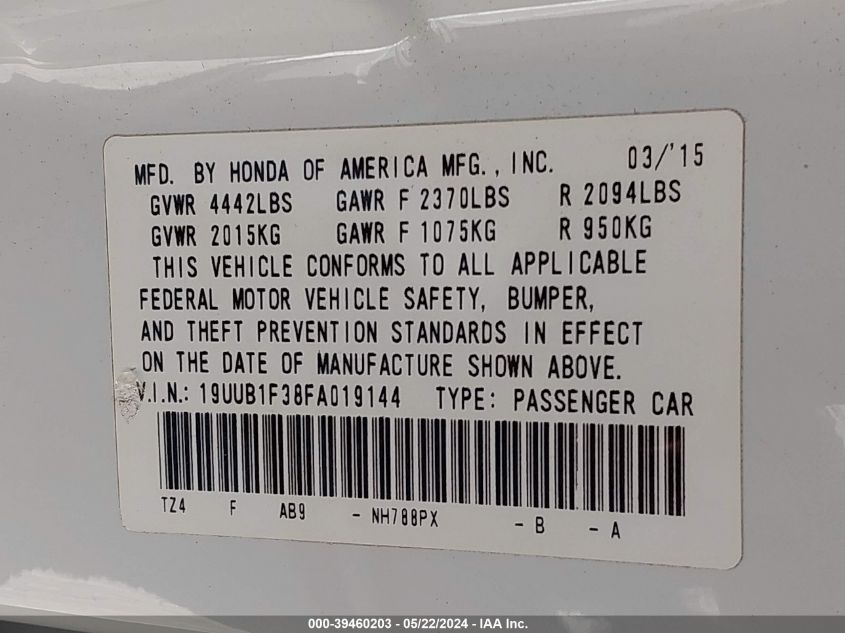 MFD. BY HONDA OF AMERICA MFG., INC. 03/'15
GVWR 4442LBS GAWR F 2370LBS R 2094LBS
GVWR 2015KG GAWR F 1075KG R 950KG
THIS VEHICLE CONFORMS TO ALL APPLICABLE
FEDERAL MOTOR VEHICLE SAFETY, BUMPER,
AND THEFT PREVENTION STANDARDS IN EFFECT
ON THE DATE OF MANUFACTURE SHOWN ABOVE.
V.I.N.: 19UUB1F38FA019144 TYPE: PASSENGER CAR
TZ4 F AB9 - NH788PX - B - A
000-39460203 - 05/22/2024 - IAA Inc.